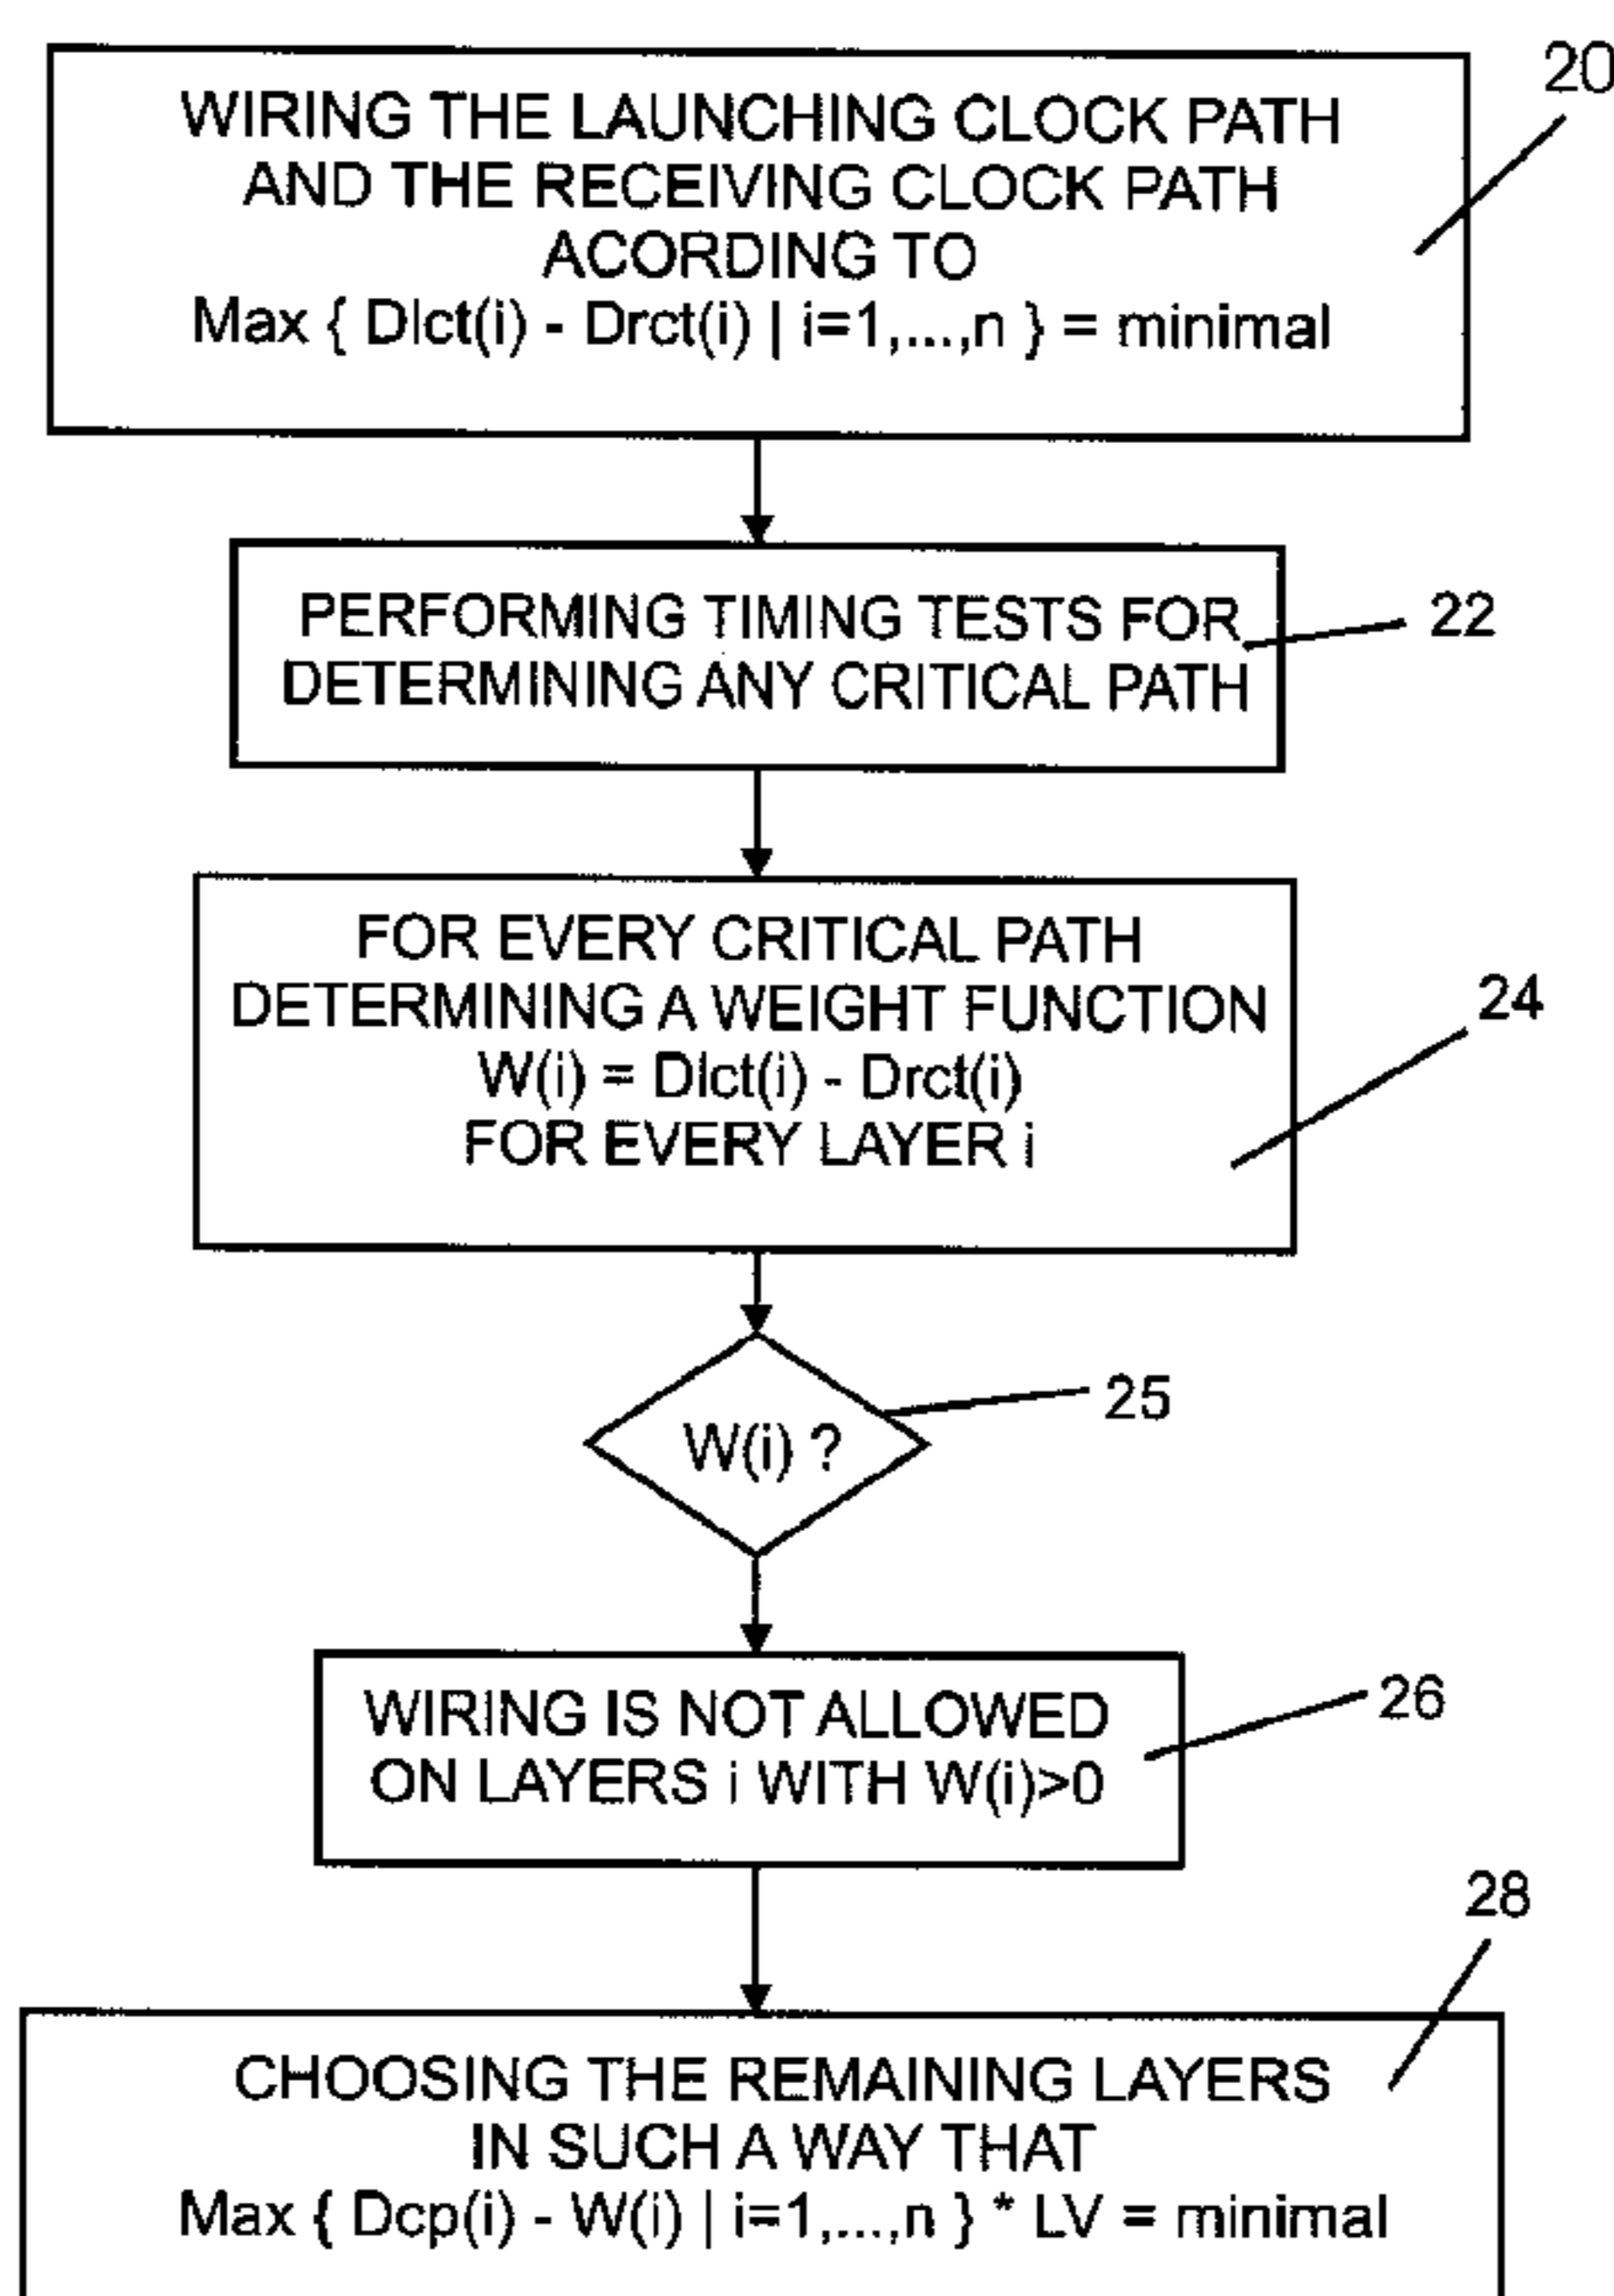 20
WIRING THE LAUNCHING CLOCK PATH
AND THE RECEIVING CLOCK PATH
ACORDING TO
Max { Dlct(i) - Drct(i) | i=1,...,n } = minimal
PERFORMING TIMING TESTS FOR
DETERMINING ANY CRITICAL PATH
22
FOR EVERY CRITICAL PATH
DETERMINING A WEIGHT FUNCTION
W(i) = Dlct(i) - Drct(i)
FOR EVERY LAYER i
24
W(i) ?
25
WIRING IS NOT ALLOWED
ON LAYERS i WITH W(i)>0
26
28
CHOOSING THE REMAINING LAYERS
IN SUCH A WAY THAT
Max { Dcp(i) - W(i) | i=1,...,n } * LV = minimal